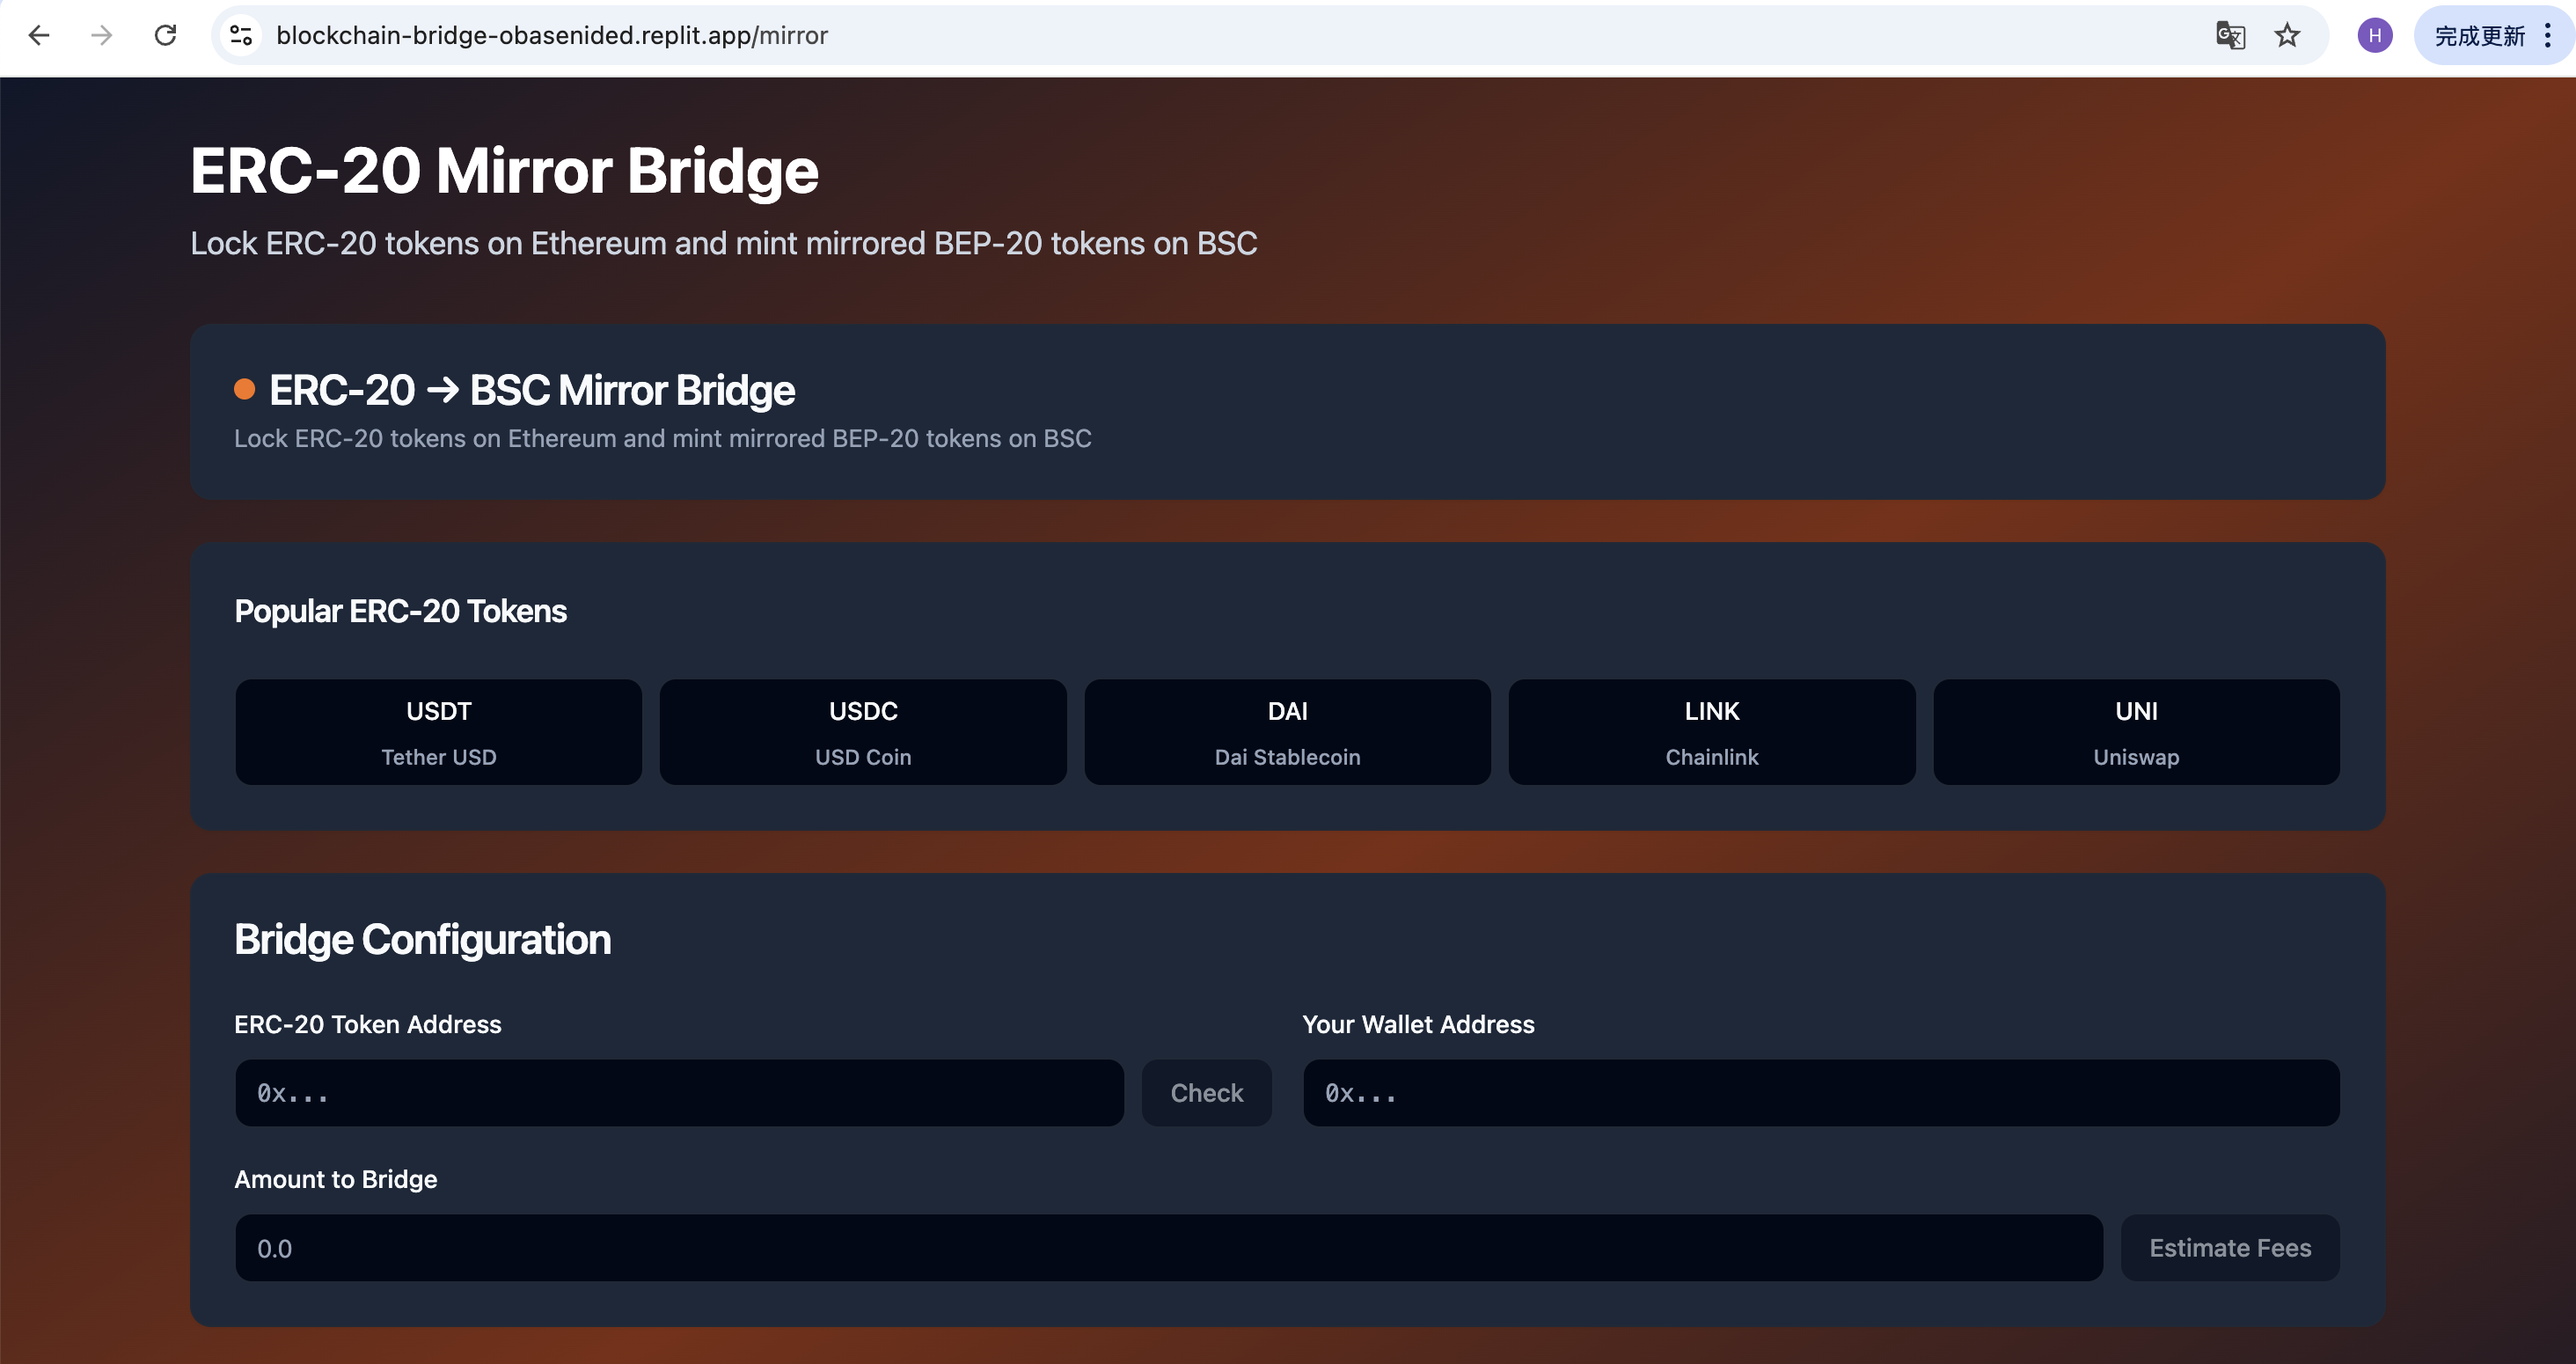 blockchain-bridge-obasenided.replit.app/mirror
H
完成更新
ERC-20 Mirror Bridge
Lock ERC-20 tokens on Ethereum and mint mirrored BEP-20 tokens on BSC
ERC-20 → BSC Mirror Bridge
Lock ERC-20 tokens on Ethereum and mint mirrored BEP-20 tokens on BSC
Popular ERC-20 Tokens
USDT
Tether USD
USDC
USD Coin
DAI
Dai Stablecoin
LINK
Chainlink
UNI
Uniswap
Bridge Configuration
ERC-20 Token Address
0x...
Check
Your Wallet Address
0x...
Amount to Bridge
0.0
Estimate Fees